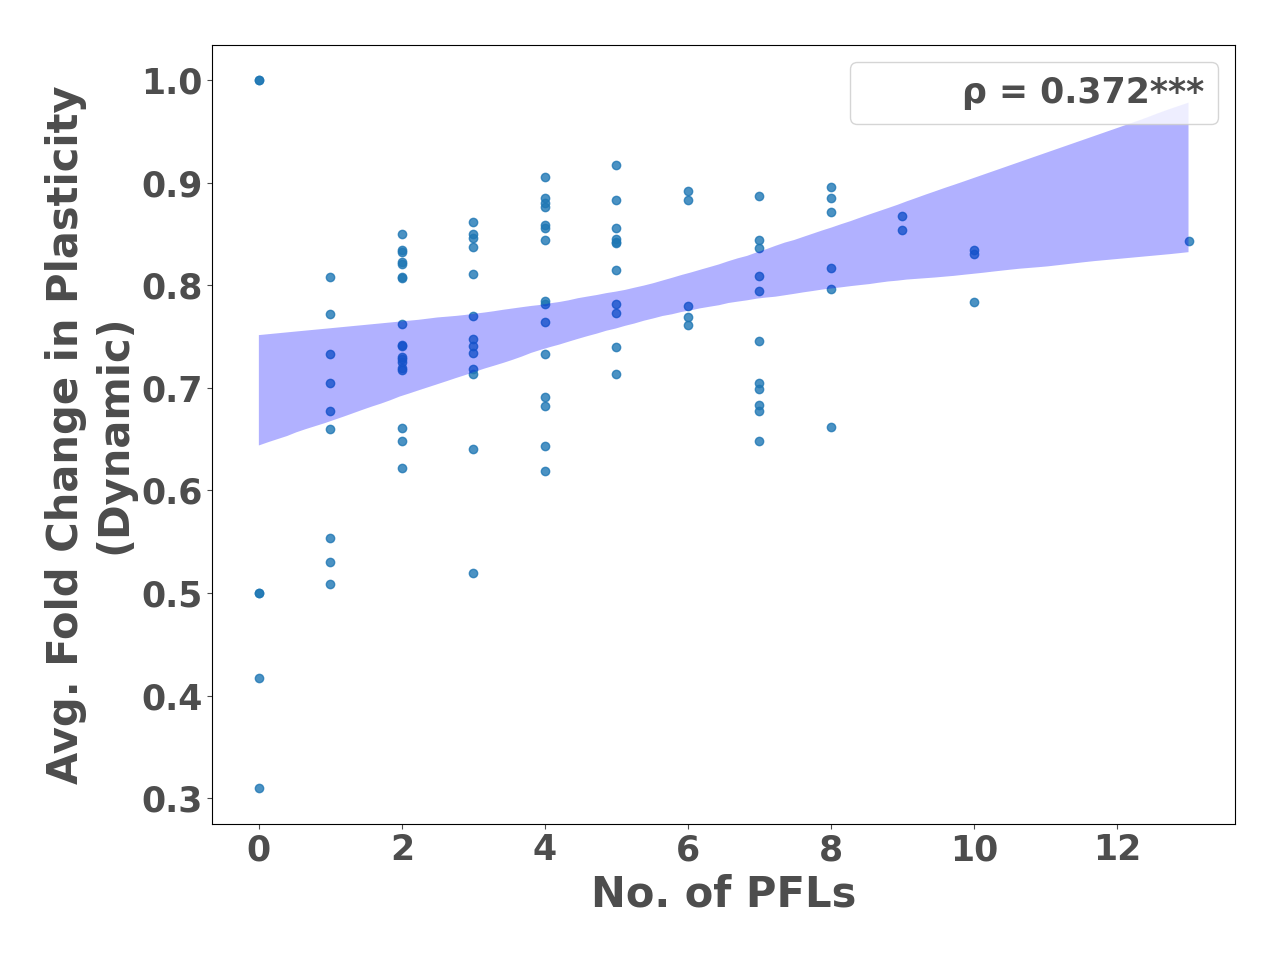 ρ = 0.372***
Avg. Fold Change in Plasticity
(Dynamic)
1.0
0.9
0.8
0.7
0.6
0.5
0.4
0.3
0 2 4 6 8 10 12
No. of PFLs